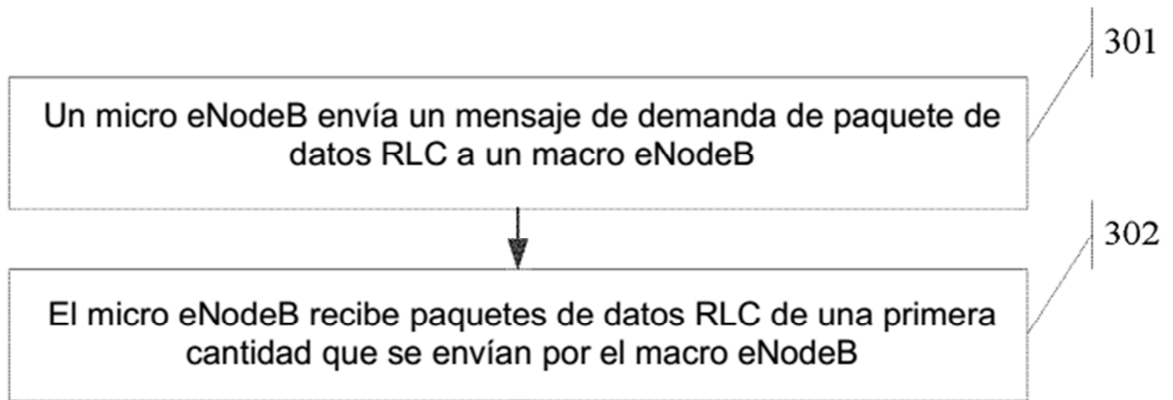 301
Un micro eNodeB envía un mensaje de demanda de paquete de
datos RLC a un macro eNodeB
302
El micro eNodeB recibe paquetes de datos RLC de una primera
cantidad que se envían por el macro eNodeB